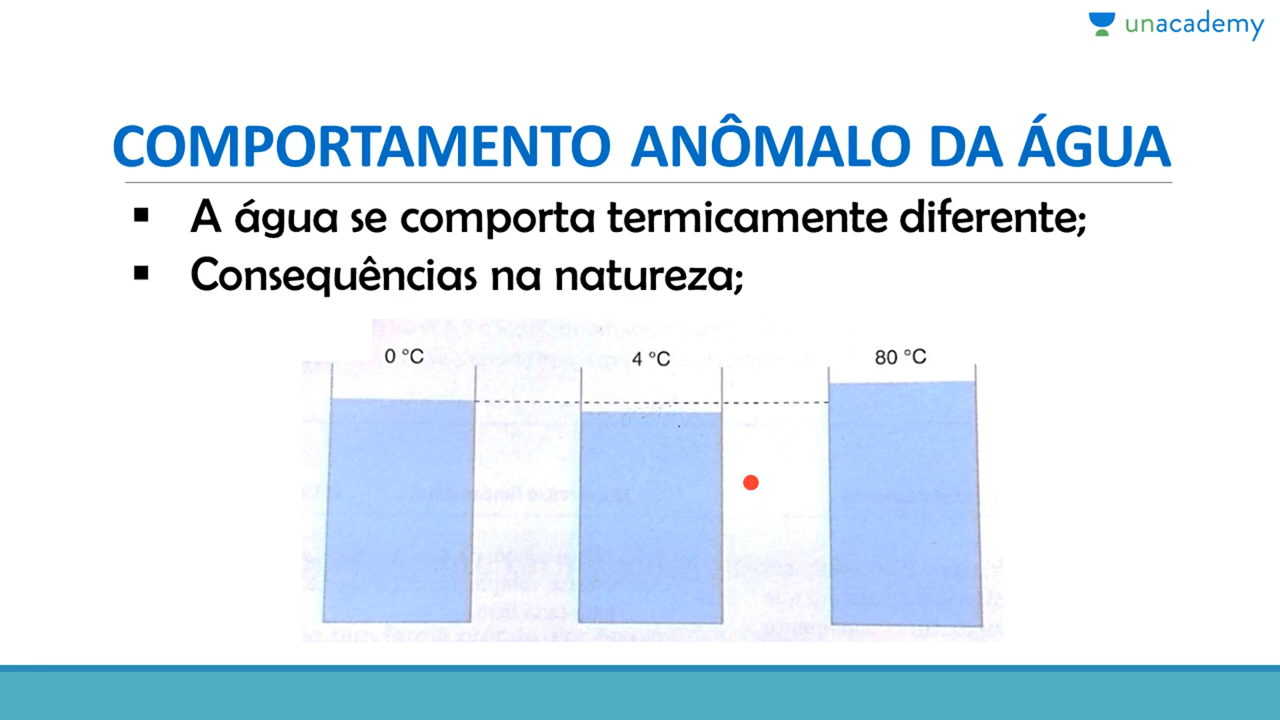 unacademy
COMPORTAMENTO ANÔMALO DA ÁGUA
▪ A água se comporta termicamente diferente;
▪ Consequências na natureza;
0 °C
4 °C
80 °C